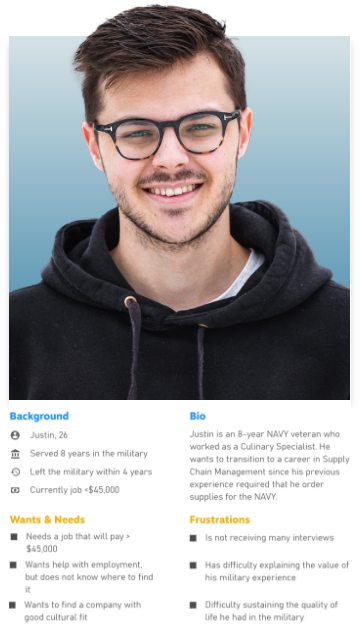 Background
Justin, 26
Served 8 years in the military
Left the military within 4 years
Currently job <$45,000
Bio
Justin is an 8-year NAVY veteran who
worked as a Culinary Specialist. He
wants to transition to a career in Supply
Chain Management since his previous
experience required that he order
supplies for the NAVY.
Wants & Needs
Needs a job that will pay >
$45,000
Wants help with employment,
but does not know where to find
it
Wants to find a company with
good cultural fit
Frustrations
Is not receiving many interviews
Has difficulty explaining the value of
his military experience
Difficulty sustaining the quality of
life he had in the military